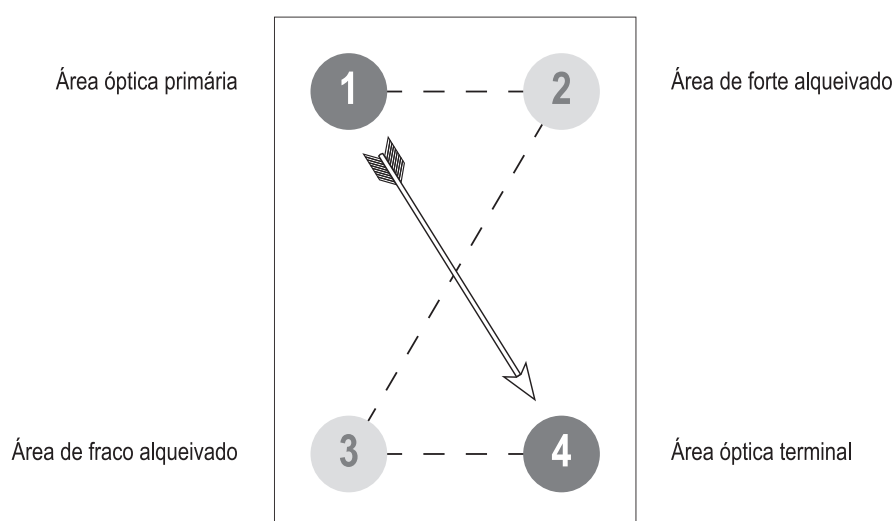 Área óptica primária
1
2
Área de forte alqueivado
Área de fraco alqueivado
3
4
Área óptica terminal